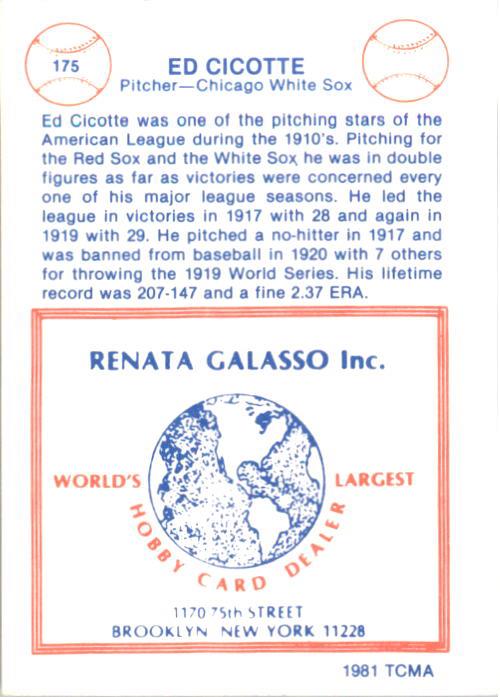 175
ED CICOTTE
Pitcher—Chicago White Sox
Ed Cicotte was one of the pitching stars of the
American League during the 1910's. Pitching for
the Red Sox and the White Sox, he was in double
figures as far as victories were concerned every
one of his major league seasons. He led the
league in victories in 1917 with 28 and again in
1919 with 29. He pitched a no-hitter in 1917 and
was banned from baseball in 1920 with 7 others
for throwing the 1919 World Series. His lifetime
record was 207-147 and a fine 2.37 ERA.
RENATA GALASSO Inc.
WORLD'S LARGEST
HOBBY CARD DEALER
1170 75th STREET
BROOKLYN NEW YORK 11228
1981 TCMA